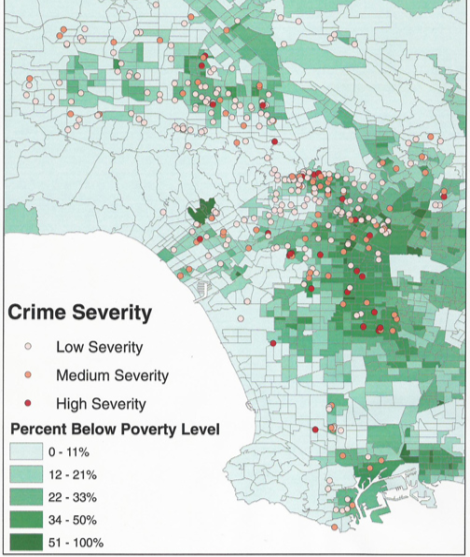 Crime Severity
Low Severity
Medium Severity
High Severity
Percent Below Poverty Level
0 - 11%
12 - 21%
22 - 33%
34 - 50%
51 - 100%